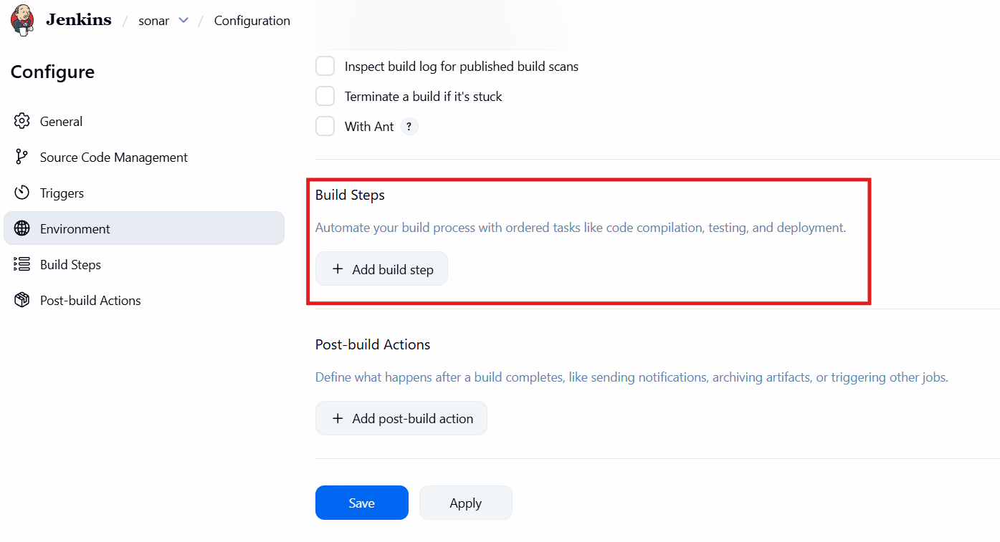 Jenkins / sonar / Configuration
Configure
General
Source Code Management
Triggers
Environment
Build Steps
Post-build Actions
Inspect build log for published build scans
Terminate a build if it's stuck
With Ant ?
Build Steps
Automate your build process with ordered tasks like code compilation, testing, and deployment.
+ Add build step
Post-build Actions
Define what happens after a build completes, like sending notifications, archiving artifacts, or triggering other jobs.
+ Add post-build action
Save Apply